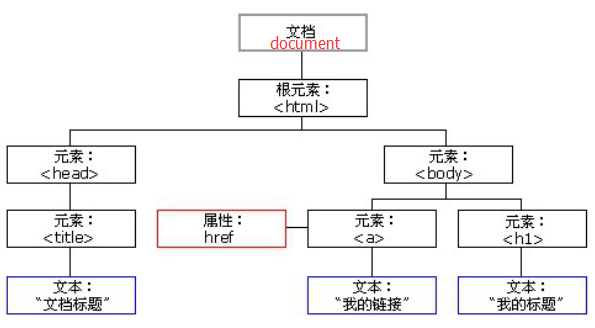 文档
document
根元素：
<html>
元素：
<head>
元素：
<body>
元素：
<title>
属性：
href
元素：
<a>
元素：
<h1>
文本：
“文档标题”
文本：
“我的链接”
文本：
“我的标题”